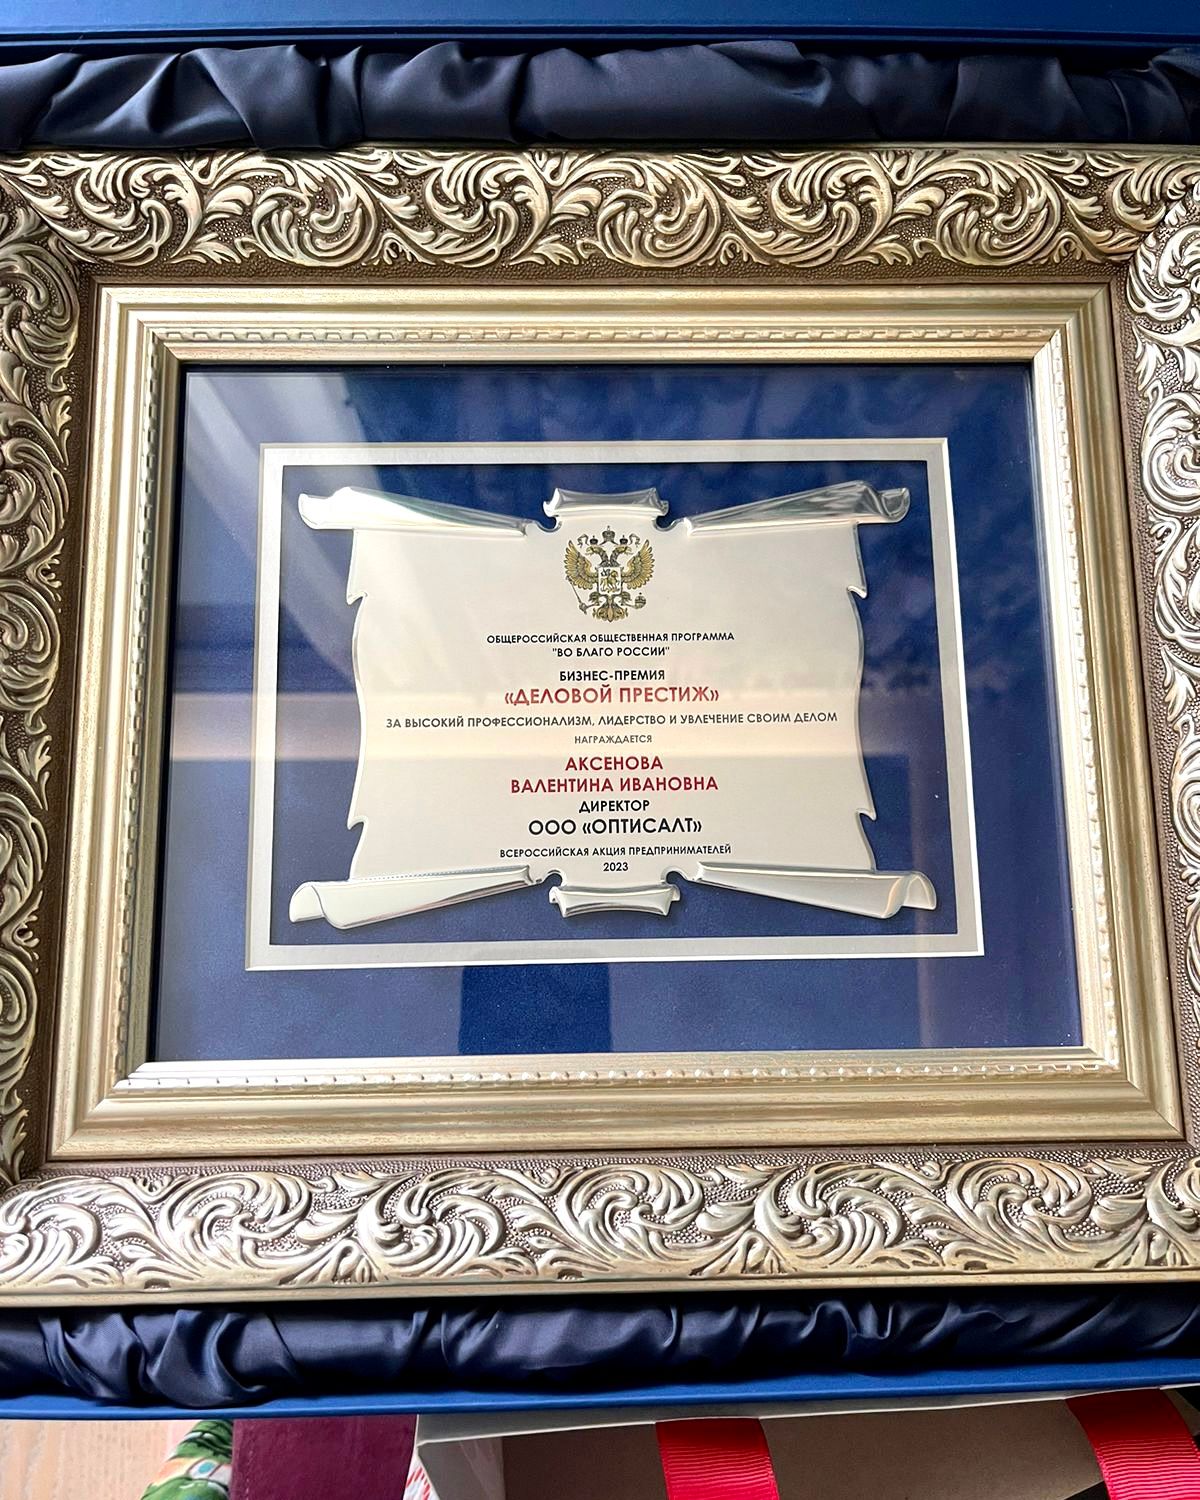 ОБЩЕРОССИЙСКАЯ ОБЩЕСТВЕННАЯ ПРОГРАММА
"ВО БЛАГО РОССИИ"
БИЗНЕС-ПРЕМИЯ
«ДЕЛОВОЙ ПРЕСТИЖ»
ЗА ВЫСОКИЙ ПРОФЕССИОНАЛИЗМ, ЛИДЕРСТВО И УВЛЕЧЕНИЕ СВОИМ ДЕЛОМ
НАГРАЖДАЕТСЯ
АКСЕНОВА
ВАЛЕНТИНА ИВАНОВНА
ДИРЕКТОР
ООО «ОПТИСАЛТ»
ВСЕРОССИЙСКАЯ АКЦИЯ ПРЕДПРИНИМАТЕЛЕЙ
2023